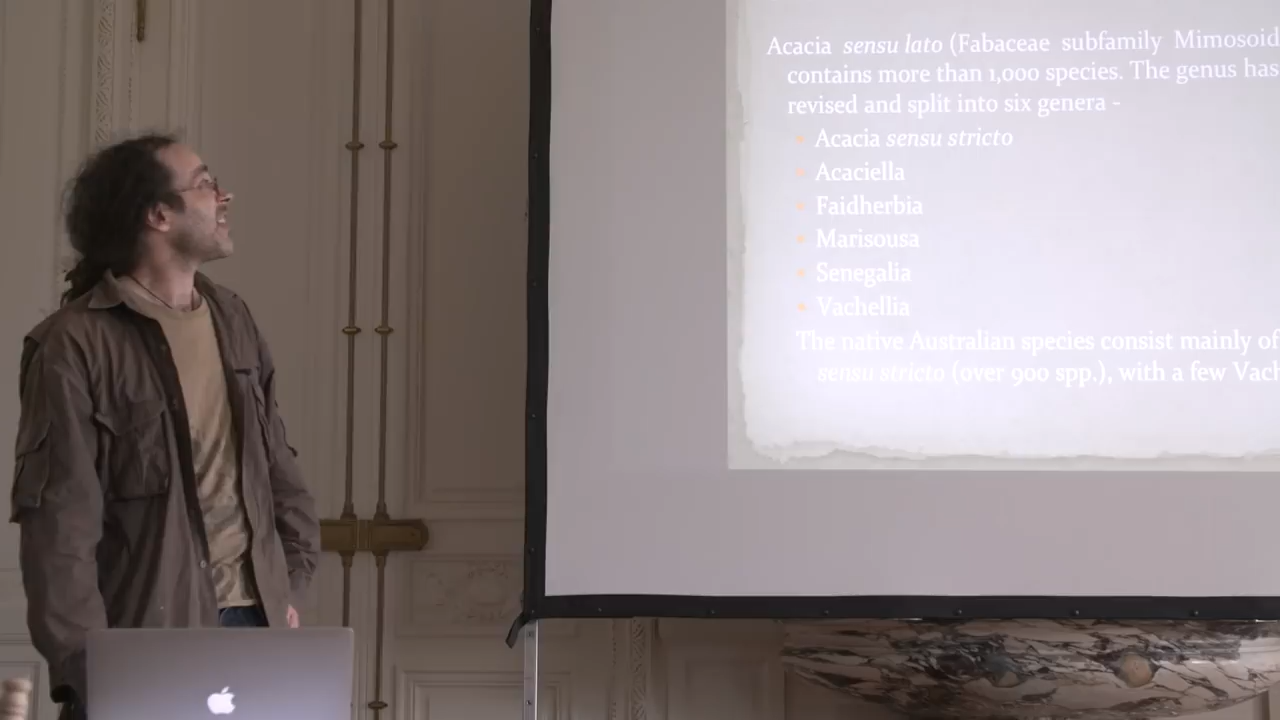 Acacia sensu lato (Fabaceae subfamily Mimosoid
contains more than 1,000 species. The genus has
revised and split into six genera -
• Acacia sensu stricto
• Acaciella
• Faidherbia
• Marisousa
• Senegalia
• Vachellia
The native Australian species consist mainly of
sensu stricto (over 900 spp.), with a few Vach